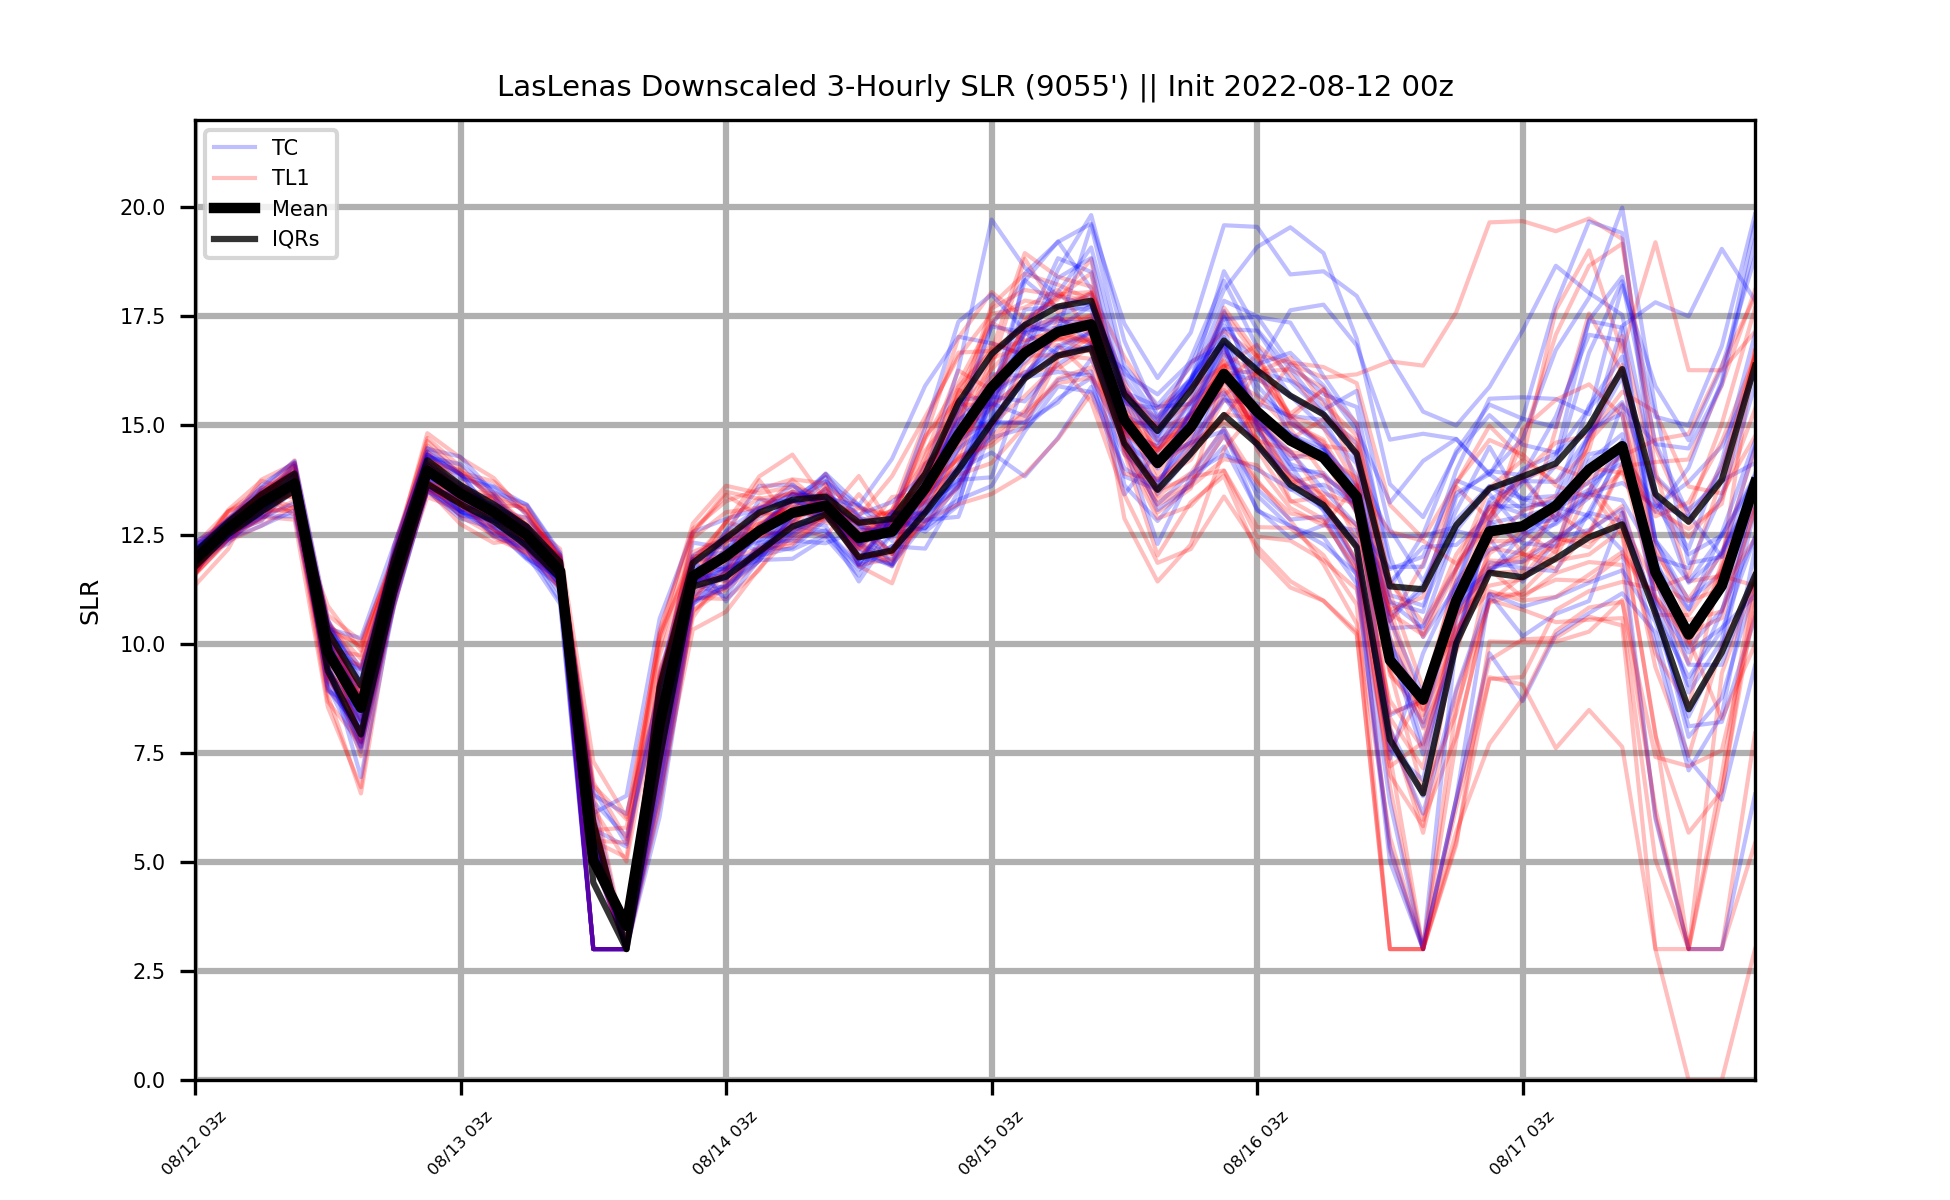 LasLenas Downscaled 3-Hourly SLR (9055') || Init 2022-08-12 00z
TC
TL1
Mean
IQRs
SLR
20.0
17.5
15.0
12.5
10.0
7.5
5.0
2.5
0.0
08/12 03z
08/13 03z
08/14 03z
08/15 03z
08/16 03z
08/17 03z